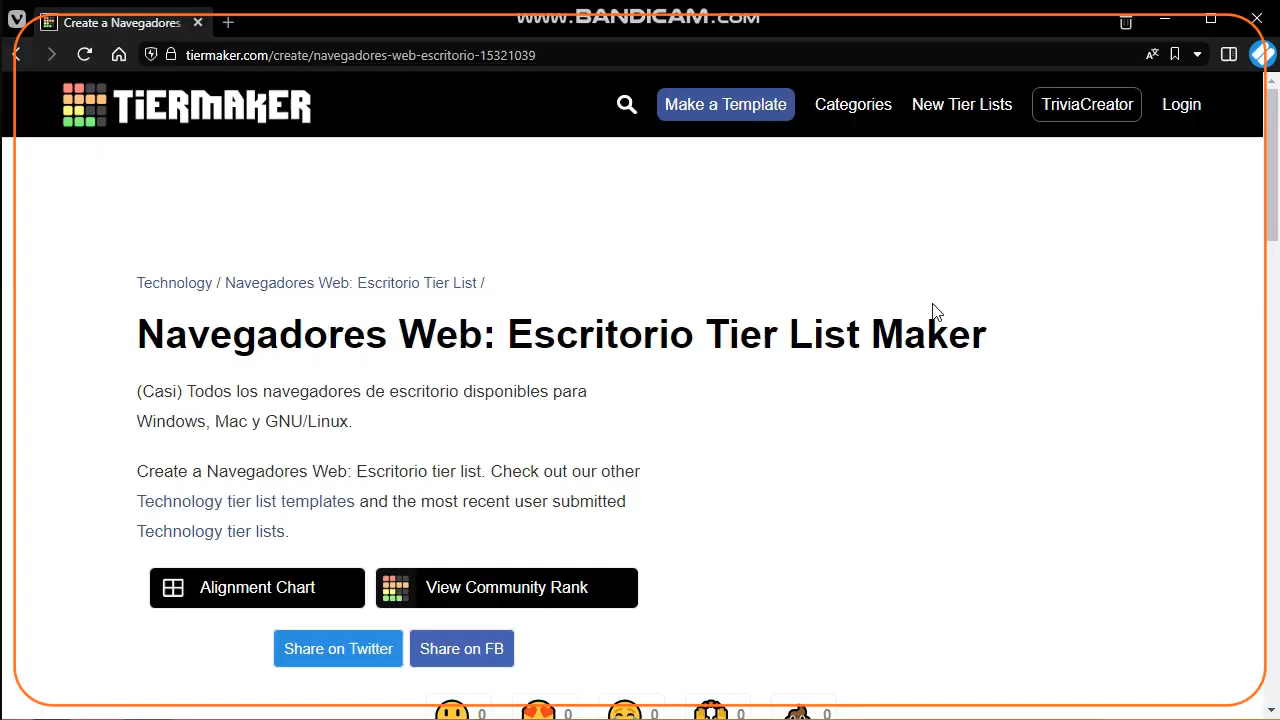 www.BANDICAM.com
Create a Navegadores
tiermaker.com/create/navegadores-web-escritorio-15321039
TiERMAKER
Make a Template
Categories
New Tier Lists
TriviaCreator
Login
Technology / Navegadores Web: Escritorio Tier List /
Navegadores Web: Escritorio Tier List Maker
(Casi) Todos los navegadores de escritorio disponibles para
Windows, Mac y GNU/Linux.
Create a Navegadores Web: Escritorio tier list. Check out our other
Technology tier list templates and the most recent user submitted
Technology tier lists.
Alignment Chart
View Community Rank
Share on Twitter
Share on FB
0 0 0 0 0